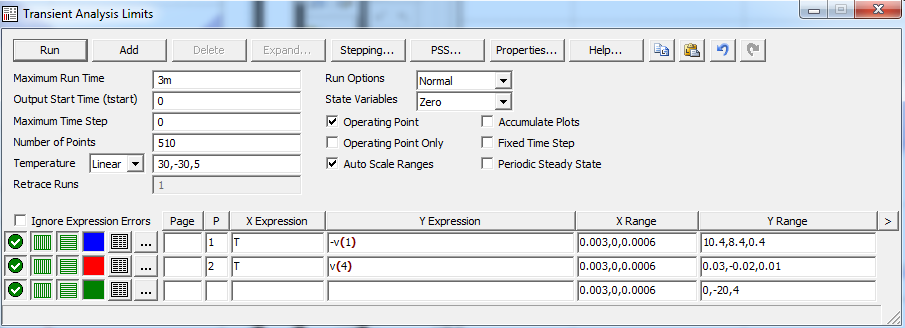 Transient Analysis Limits
Run Add Delete Expand... Stepping... PSS... Properties... Help...
Maximum Run Time 3m Run Options Normal
Output Start Time (tstart) 0 State Variables Zero
Maximum Time Step 0 Operating Point Accumulate Plots
Number of Points 510 Operating Point Only Fixed Time Step
Temperature Linear 30,-30,5 Auto Scale Ranges Periodic Steady State
Retrace Runs 1
Ignore Expression Errors Page P X Expression Y Expression X Range Y Range >
... 1 T -v(1) 0.003,0,0.0006 10.4,8.4,0.4
... 2 T v(4) 0.003,0,0.0006 0.03,-0.02,0.01
... 0.003,0,0.0006 0,-20,4